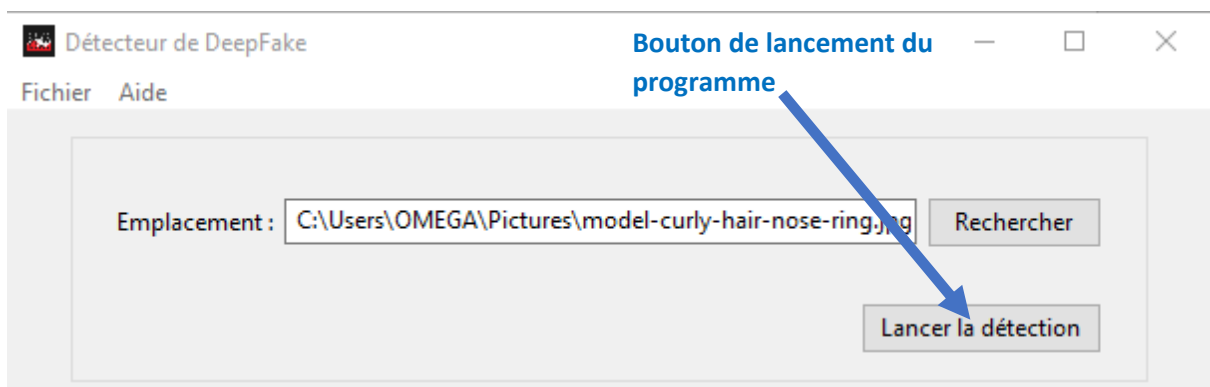 Détecteur de DeepFake
Bouton de lancement du
programme
Fichier Aide
Emplacement : C:\Users\OMEGA\Pictures\model-curly-hair-nose-ring.jpg Rechercher
Lancer la détection